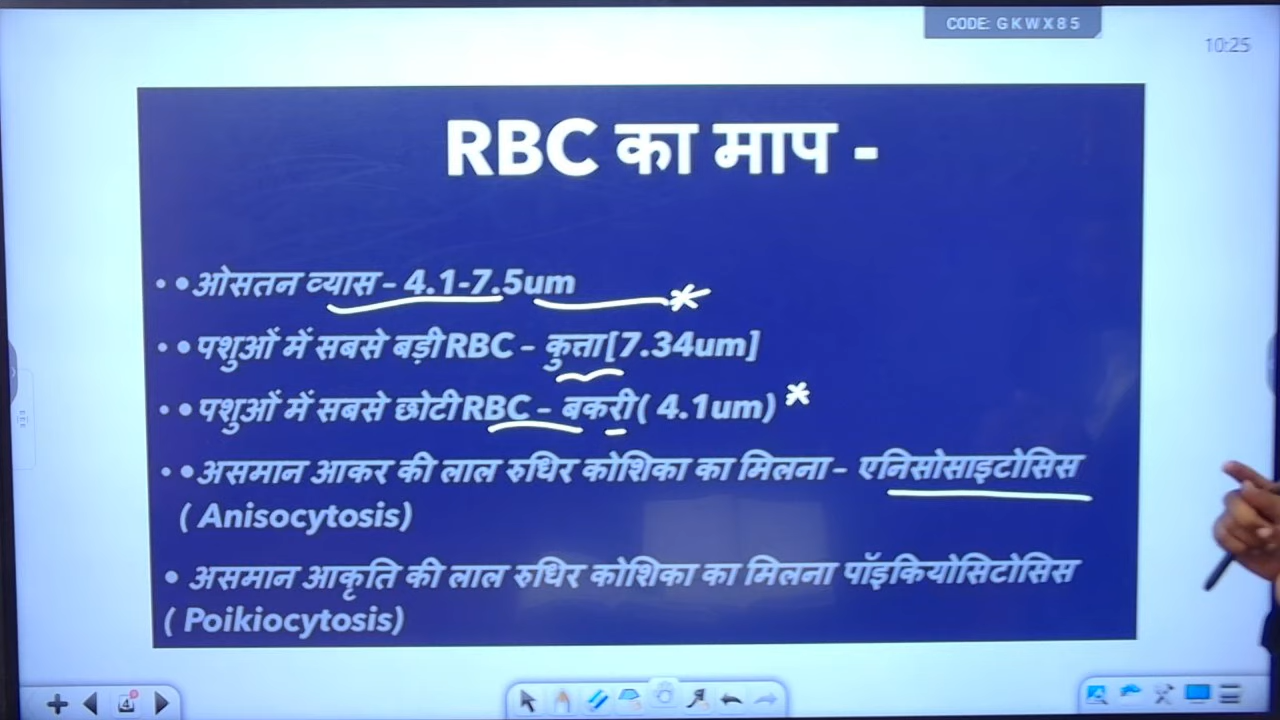 CODE: GKWX85
10:25
RBC का माप -
• • ओसतन व्यास – 4.1-7.5um
• • पशुओं में सबसे बड़ी RBC – कुत्ता[7.34um]
• • पशुओं में सबसे छोटी RBC – बकरी( 4.1um)
• • असमान आकर की लाल रुधिर कोशिका का मिलना – एनिसोसाइटोसिस
( Anisocytosis)
• असमान आकृति की लाल रुधिर कोशिका का मिलना पॉइकियोसिटोसिस
( Poikiocytosis)
4